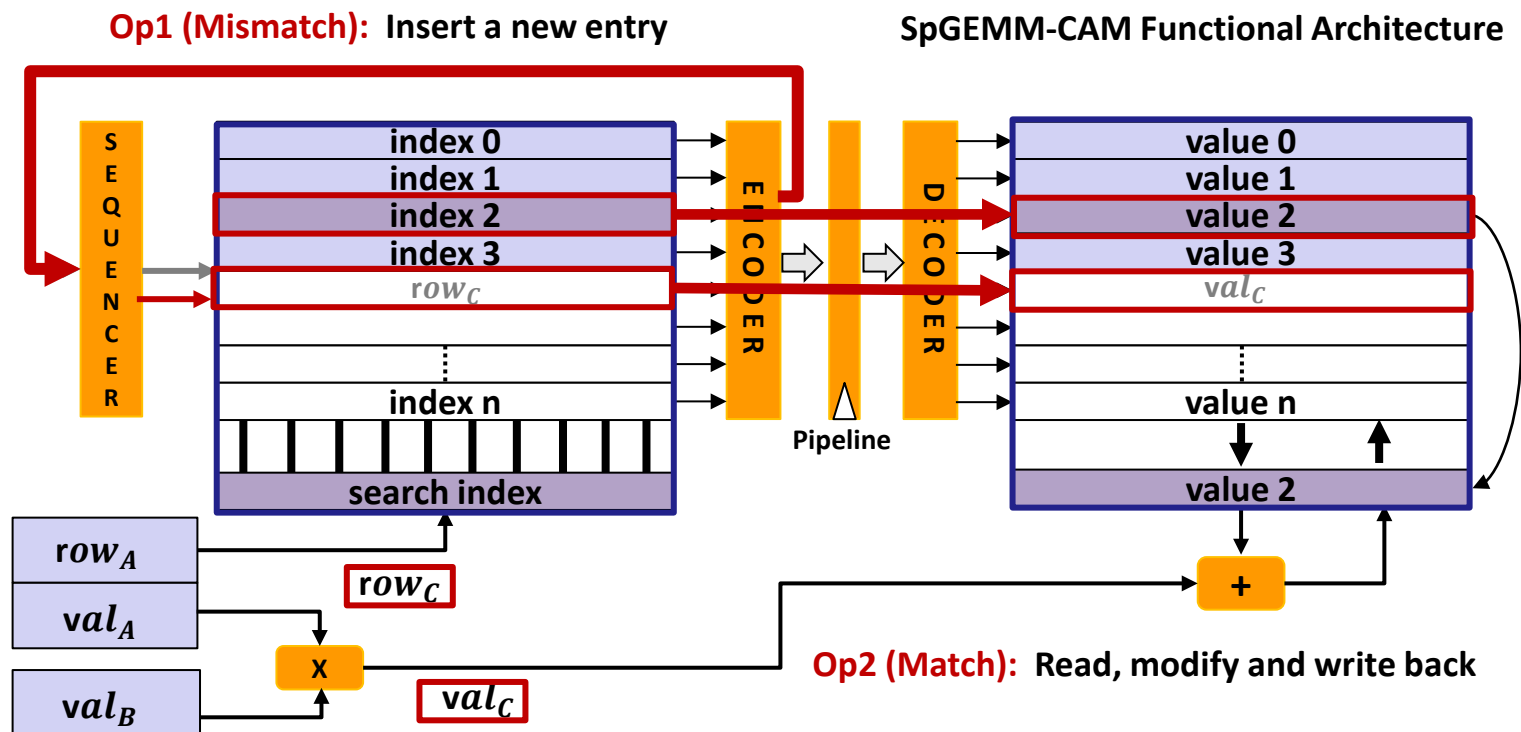 Op1 (Mismatch): Insert a new entry
SpGEMM-CAM Functional Architecture
SEQUENCER
index 0
index 1
index 2
index 3
row_C
index n
search index
ENCODER
Pipeline
DECODER
value 0
value 1
value 2
value 3
val_C
value n
value 2
row_A
val_A
val_B
row_C
X
val_C
+
Op2 (Match): Read, modify and write back